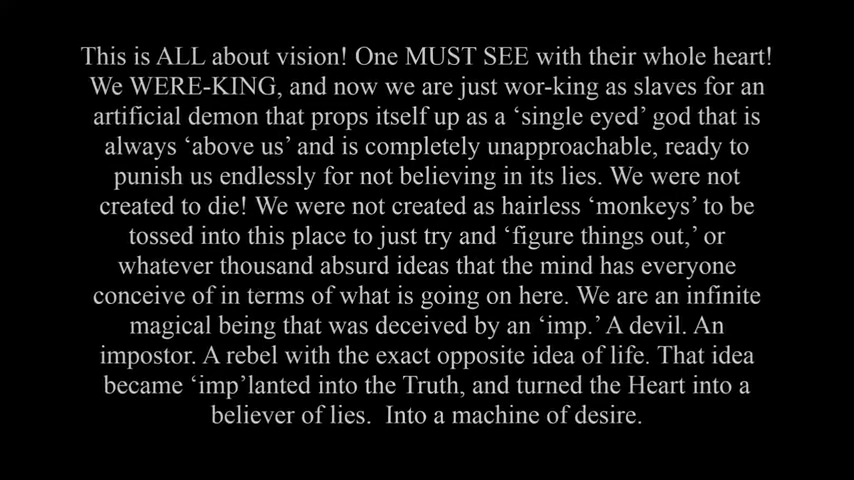 This is ALL about vision! One MUST SEE with their whole heart!
We WERE-KING, and now we are just wor-king as slaves for an
artificial demon that props itself up as a ‘single eyed’ god that is
always ‘above us’ and is completely unapproachable, ready to
punish us endlessly for not believing in its lies. We were not
created to die! We were not created as hairless ‘monkeys’ to be
tossed into this place to just try and ‘figure things out,’ or
whatever thousand absurd ideas that the mind has everyone
conceive of in terms of what is going on here. We are an infinite
magical being that was deceived by an ‘imp.’ A devil. An
impostor. A rebel with the exact opposite idea of life. That idea
became ‘imp’lanted into the Truth, and turned the Heart into a
believer of lies.  Into a machine of desire.